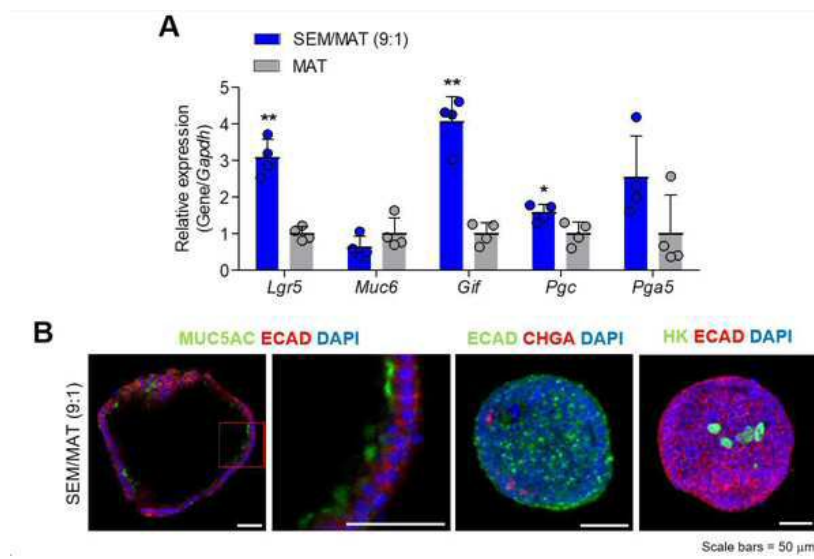 A
SEM/MAT (9:1)
MAT
Relative expression
(Gene/Gapdh)
5
4
3
2
1
0
**
**
*
Lgr5
Muc6
Gif
Pgc
Pga5
B
MUC5AC ECAD DAPI
ECAD CHGA DAPI
HK ECAD DAPI
SEM/MAT (9:1)
Scale bars = 50 μm